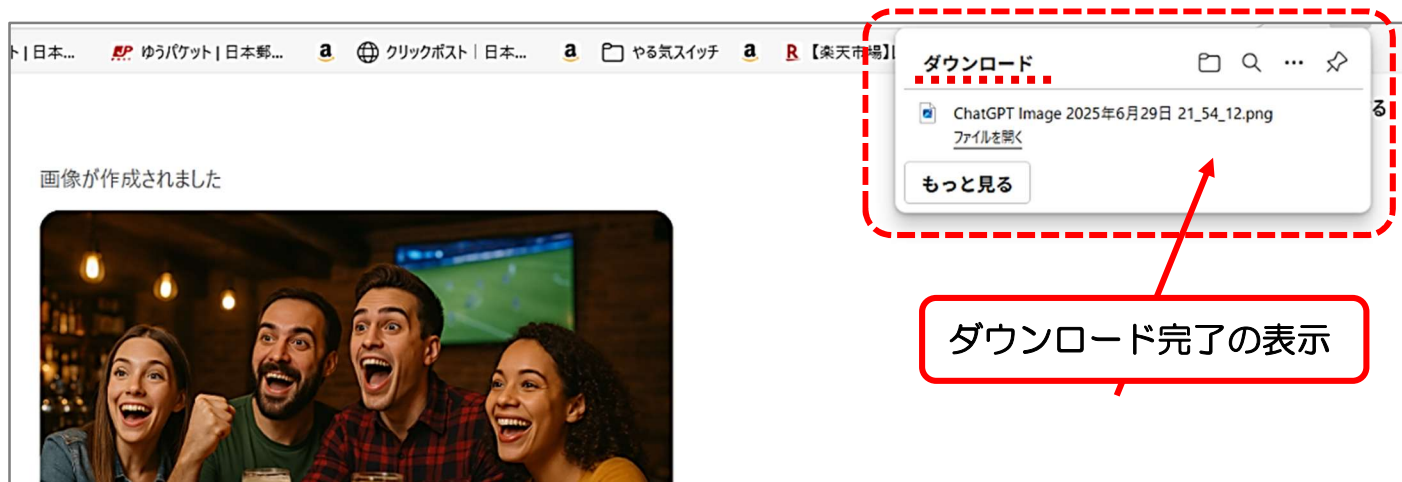 ト | 日本... ゆうパケット | 日本郵... クリックポスト | 日本... やる気スイッチ 【楽天市場】
ダウンロード
ChatGPT Image 2025年6月29日 21_54_12.png
ファイルを開く
る
もっと見る
画像が作成されました
ダウンロード完了の表示